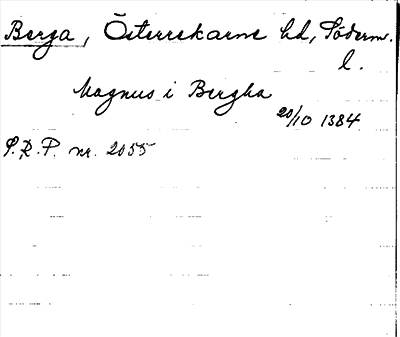 Berga, Österrekarne hd, Söderm.
l.
Magnus i Bergha
20/10 1384
S.R.P. nr. 2055